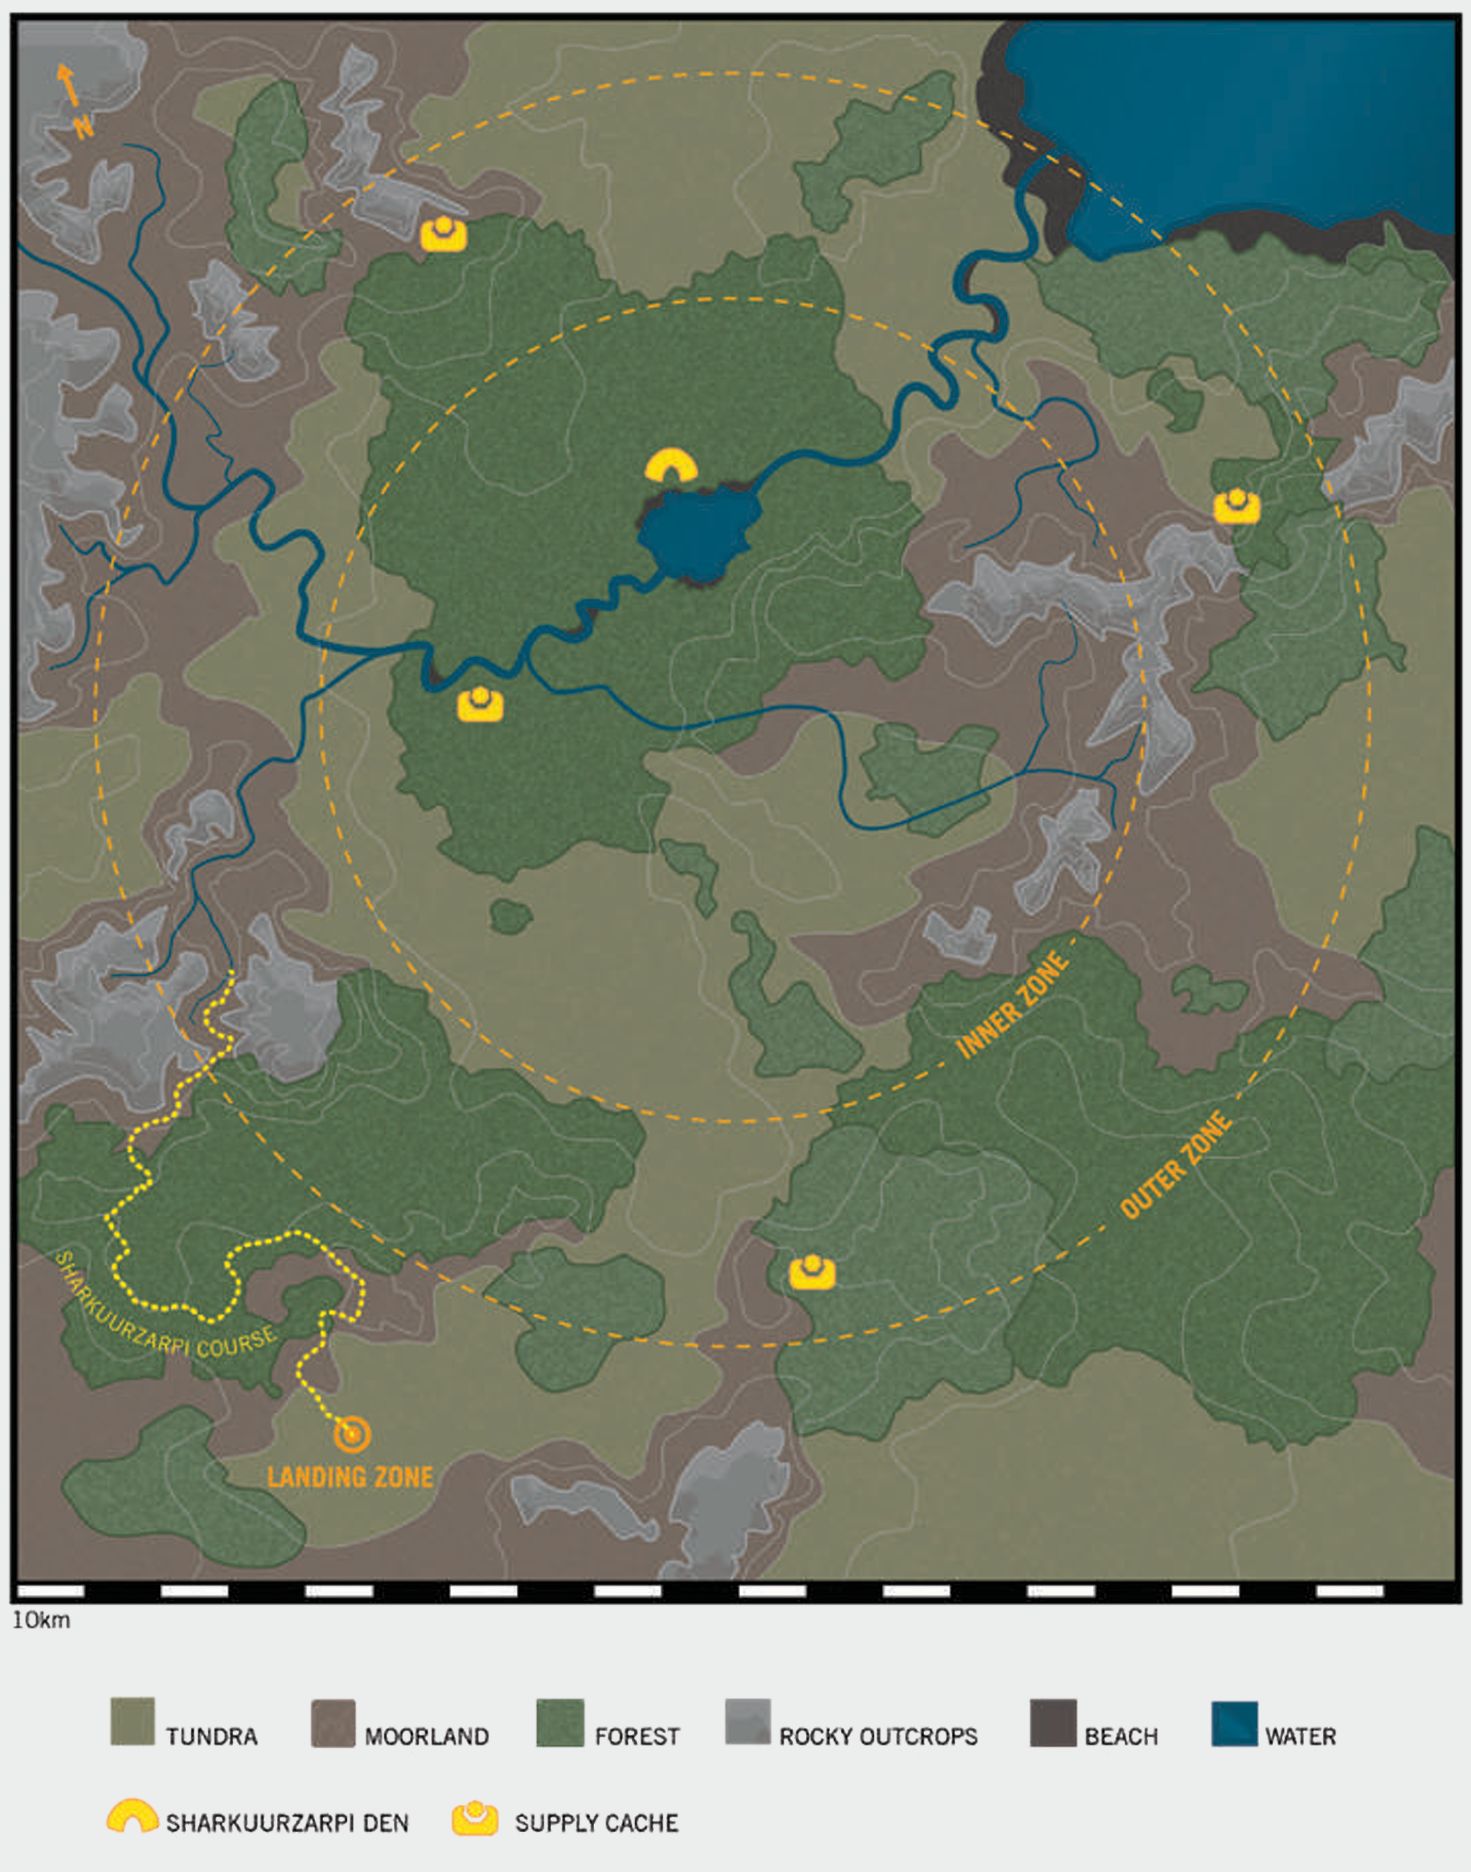 N
INNER ZONE
OUTER ZONE
SHARKUURZARPI COURSE
LANDING ZONE
10km
TUNDRA
MOORLAND
FOREST
ROCKY OUTCROPS
BEACH
WATER
SHARKUURZARPI DEN
SUPPLY CACHE